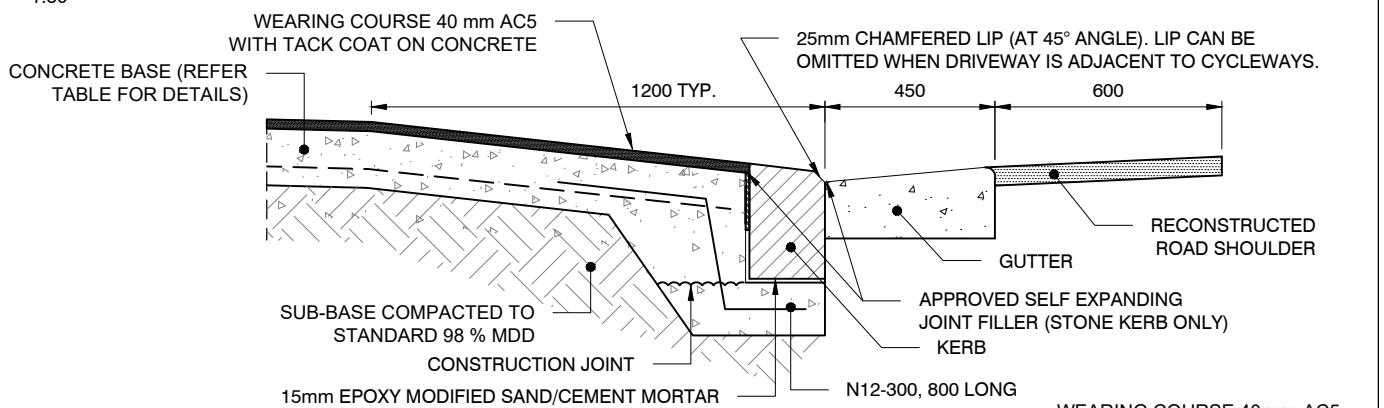 WEARING COURSE 40 mm AC5
WITH TACK COAT ON CONCRETE
25mm CHAMFERED LIP (AT 45° ANGLE). LIP CAN BE
OMITTED WHEN DRIVEWAY IS ADJACENT TO CYCLEWAYS.
CONCRETE BASE (REFER
TABLE FOR DETAILS)
1200 TYP.
450
600
RECONSTRUCTED
ROAD SHOULDER
GUTTER
SUB-BASE COMPACTED TO
STANDARD 98 % MDD
APPROVED SELF EXPANDING
JOINT FILLER (STONE KERB ONLY)
KERB
CONSTRUCTION JOINT
15mm EPOXY MODIFIED SAND/CEMENT MORTAR
N12-300, 800 LONG